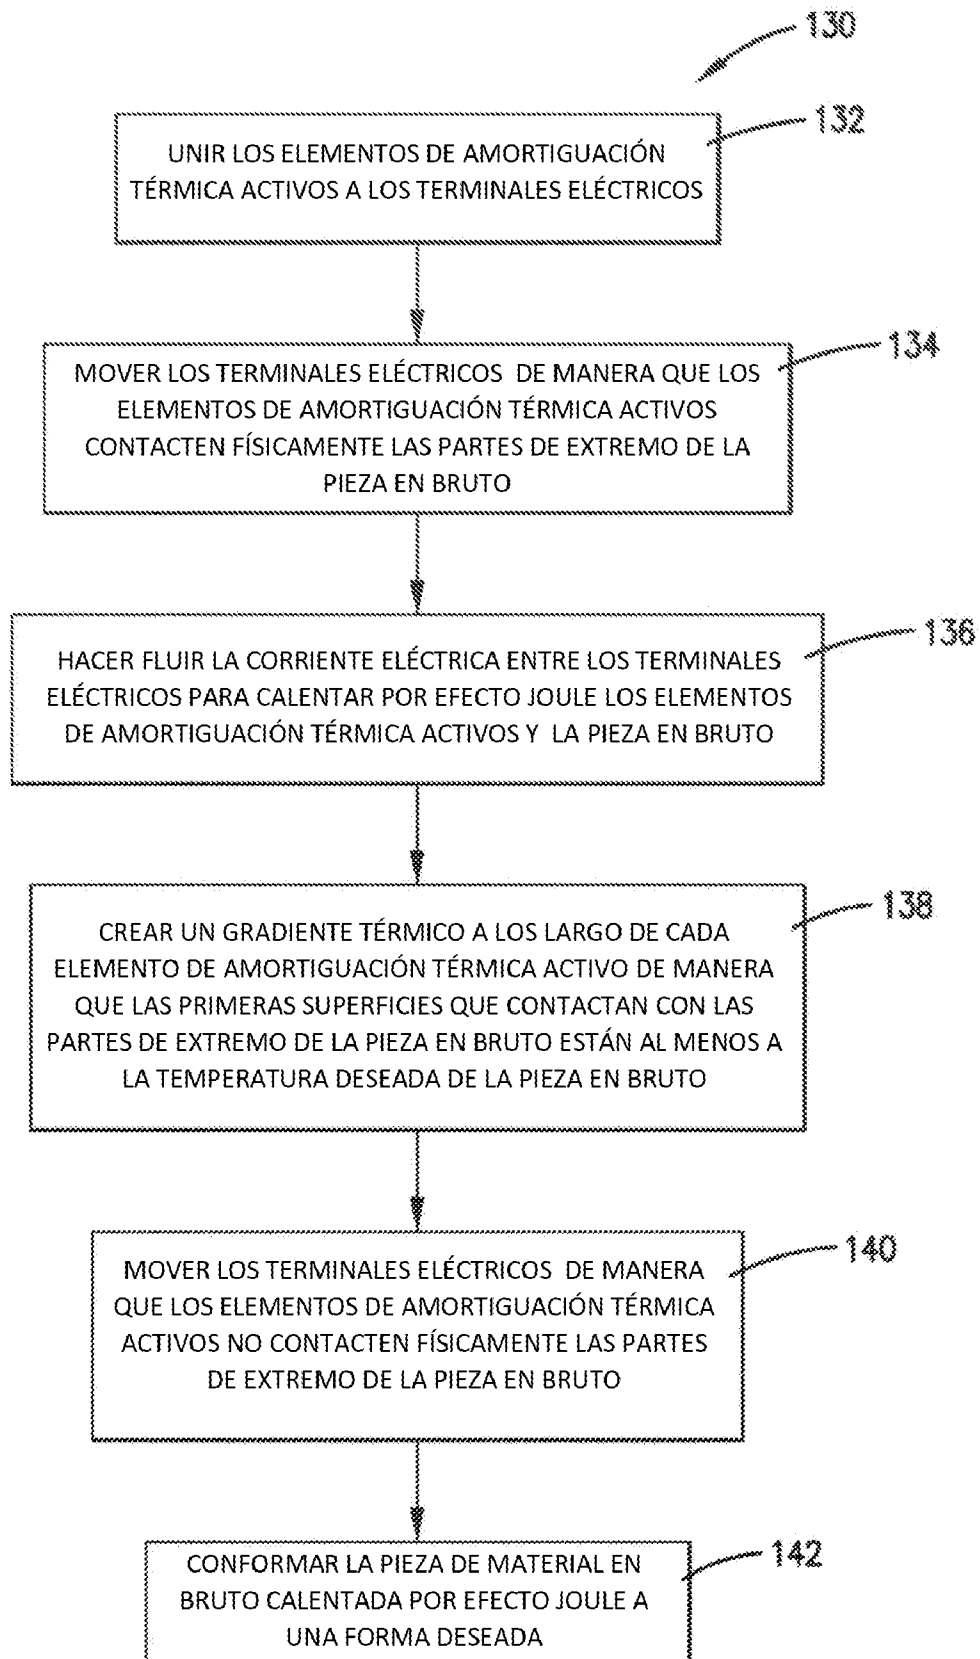 130
132
UNIR LOS ELEMENTOS DE AMORTIGUACIÓN
TÉRMICA ACTIVOS A LOS TERMINALES ELÉCTRICOS
134
MOVER LOS TERMINALES ELÉCTRICOS DE MANERA QUE LOS
ELEMENTOS DE AMORTIGUACIÓN TÉRMICA ACTIVOS
CONTACTEN FÍSICAMENTE LAS PARTES DE EXTREMO DE LA
PIEZA EN BRUTO
136
HACER FLUIR LA CORRIENTE ELÉCTRICA ENTRE LOS TERMINALES
ELÉCTRICOS PARA CALENTAR POR EFECTO JOULE LOS ELEMENTOS
DE AMORTIGUACIÓN TÉRMICA ACTIVOS Y LA PIEZA EN BRUTO
138
CREAR UN GRADIENTE TÉRMICO A LOS LARGO DE CADA
ELEMENTO DE AMORTIGUACIÓN TÉRMICA ACTIVO DE MANERA
QUE LAS PRIMERAS SUPERFICIES QUE CONTACTAN CON LAS
PARTES DE EXTREMO DE LA PIEZA EN BRUTO ESTÁN AL MENOS A
LA TEMPERATURA DESEADA DE LA PIEZA EN BRUTO
140
MOVER LOS TERMINALES ELÉCTRICOS DE MANERA
QUE LOS ELEMENTOS DE AMORTIGUACIÓN TÉRMICA
ACTIVOS NO CONTACTEN FÍSICAMENTE LAS PARTES
DE EXTREMO DE LA PIEZA EN BRUTO
142
CONFORMAR LA PIEZA DE MATERIAL EN
BRUTO CALENTADA POR EFECTO JOULE A
UNA FORMA DESEADA